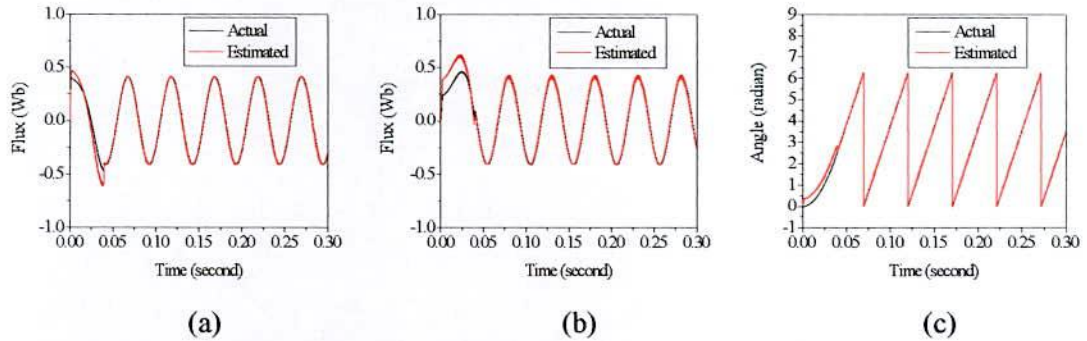 1.0
0.5
0.0
-0.5
-1.0
Flux (Wb)
Actual
Estimated
0.00 0.05 0.10 0.15 0.20 0.25 0.30
Time (second)
(a)
1.0
0.5
0.0
-0.5
-1.0
Flux (Wb)
Actual
Estimated
0.00 0.05 0.10 0.15 0.20 0.25 0.30
Time (second)
(b)
9
8
7
6
5
4
3
2
1
0
-1
Angle (radian)
Actual
Estimated
0.00 0.05 0.10 0.15 0.20 0.25 0.30
Time (second)
(c)